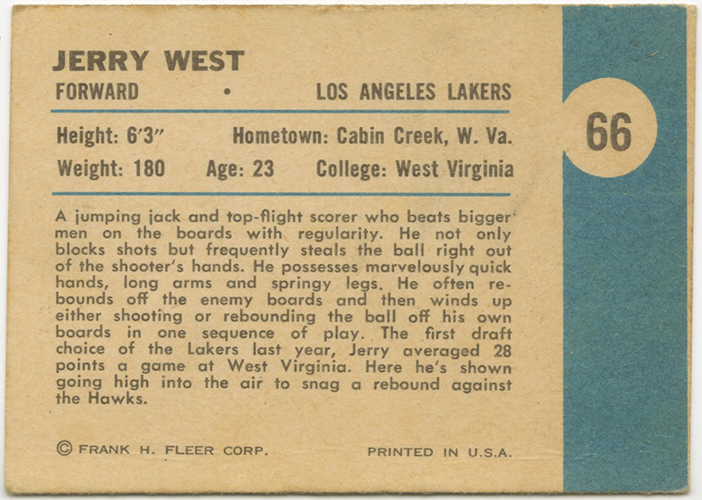 JERRY WEST
FORWARD • LOS ANGELES LAKERS
Height: 6'3" Hometown: Cabin Creek, W. Va.
Weight: 180 Age: 23 College: West Virginia
66
A jumping jack and top-flight scorer who beats bigger
men on the boards with regularity. He not only
blocks shots but frequently steals the ball right out
of the shooter's hands. He possesses marvelously quick
hands, long arms and springy legs. He often re-
bounds off the enemy boards and then winds up
either shooting or rebounding the ball off his own
boards in one sequence of play. The first draft
choice of the Lakers last year, Jerry averaged 28
points a game at West Virginia. Here he's shown
going high into the air to snag a rebound against
the Hawks.
© FRANK H. FLEER CORP. PRINTED IN U.S.A.